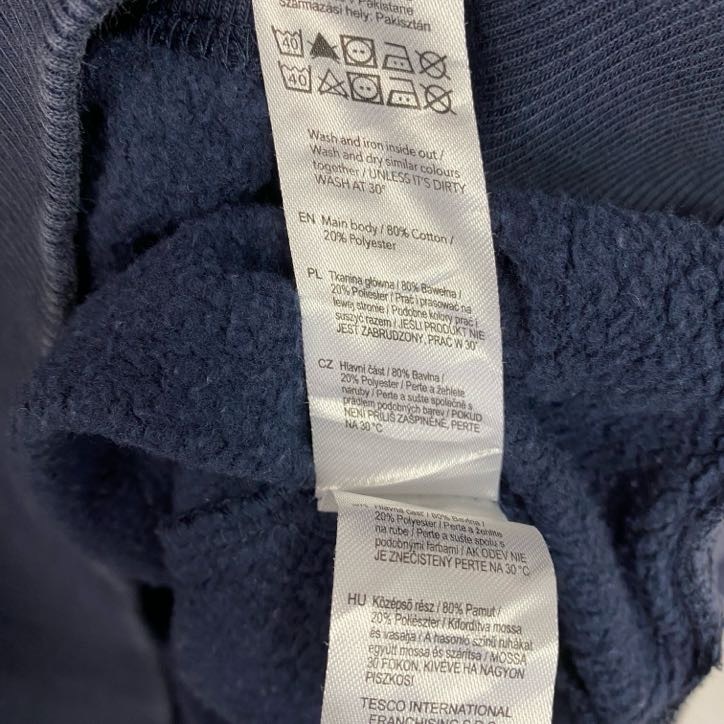 Pakistane
származási hely: Pakisztán
40
40
Wash and iron inside out /
Wash and dry similar colours
together / UNLESS IT'S DIRTY
WASH AT 30°
EN Main body / 80% Cotton /
20% Polyester
PL Tkanina główna / 80% Bawełna /
20% Poliester / Prać i prasować na
lewej stronie / Podobne kolory prać i
suszyć razem / JEŚLI PRODUKT NIE
JEST ZABRUDZONY, PRAĆ W 30°
CZ Hlavní část / 80% Bavlna /
20% Polyester / Perte a žehlete
naruby / Perte a sušte společně s
prádlem podobných barev / POKUD
NENÍ PŘÍLIŠ ZAŠPINĚNÉ, PERTE
NA 30 °C
Hlavná časť / 80% Bavlna /
20% Polyester / Perte a žehlite
na rube / Perte a sušte spolu s
podobnými farbami / AK ODEV NIE
JE ZNEČISTENÝ PERTE NA 30 °C
HU Középső rész / 80% Pamut /
20% Poliészter / Kifordítva mossa
és vasalja / A hasonló színű ruhákat
együtt mossa és szárítsa / MOSSA
30 FOKON, KIVÉVE HA NAGYON
PISZKOS!
TESCO INTERNATIONAL
FRANCHISING S.R.O.